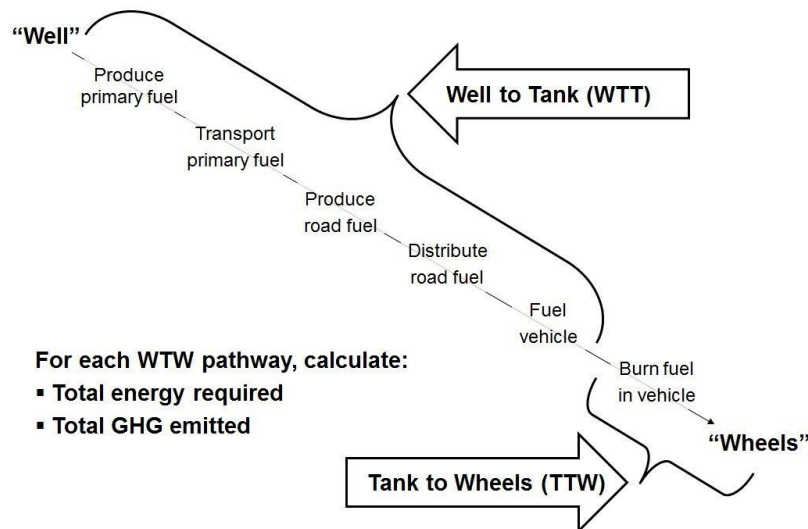 “Well”
Produce
primary fuel
Well to Tank (WTT)
Transport
primary fuel
Produce
road fuel
Distribute
road fuel
Fuel
vehicle
For each WTW pathway, calculate:
▪ Total energy required
▪ Total GHG emitted
Burn fuel
in vehicle
“Wheels”
Tank to Wheels (TTW)